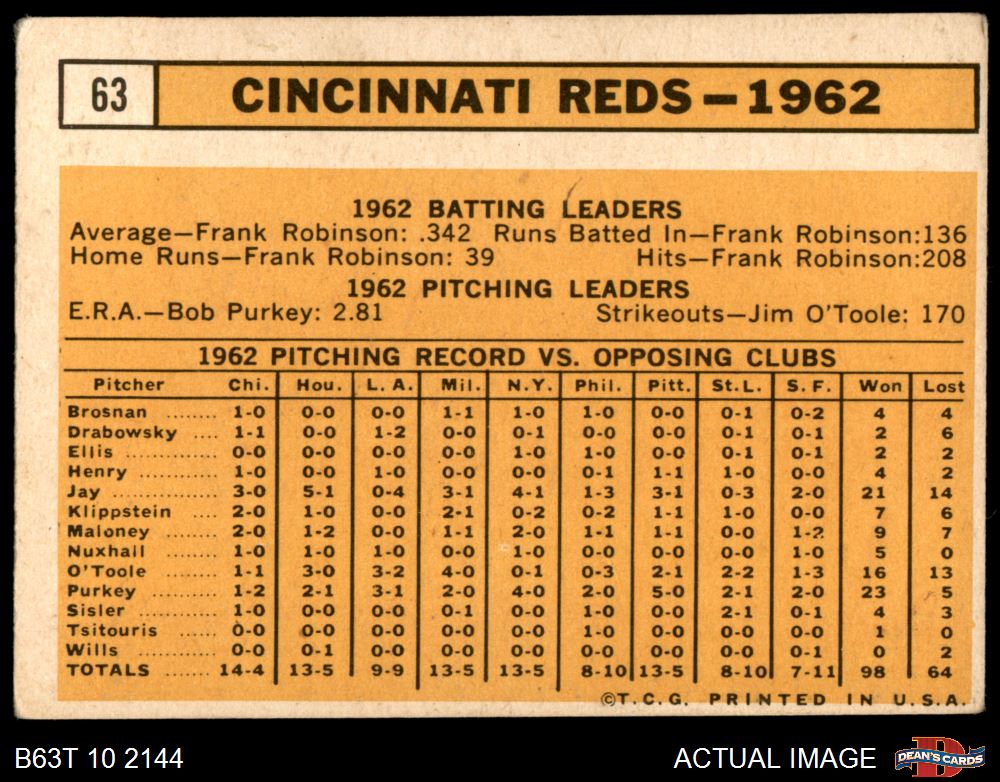 63 CINCINNATI REDS—1962
1962 BATTING LEADERS
Average—Frank Robinson: .342 Runs Batted In—Frank Robinson:136
Home Runs—Frank Robinson: 39 Hits—Frank Robinson:208
1962 PITCHING LEADERS
E.R.A.—Bob Purkey: 2.81 Strikeouts—Jim O'Toole: 170
1962 PITCHING RECORD VS. OPPOSING CLUBS
Pitcher Chi. Hou. L. A. Mil. N.Y. Phil. Pitt. St.L. S. F. Won Lost
Brosnan ........ 1-0 0-0 0-0 1-1 1-0 1-0 0-0 0-1 0-2 4 4
Drabowsky .... 1-1 0-0 1-2 0-0 0-1 0-0 0-0 0-1 0-1 2 6
Ellis .............. 0-0 0-0 0-0 0-0 1-0 1-0 0-0 0-1 0-1 2 2
Henry ............ 1-0 0-0 1-0 0-0 0-0 0-1 1-1 1-0 0-0 4 2
Jay ................ 3-0 5-1 0-4 3-1 4-1 1-3 3-1 0-3 2-0 21 14
Klippstein .... 2-0 1-0 0-0 2-1 0-2 0-2 1-1 1-0 0-0 7 6
Maloney ........ 2-0 1-2 0-0 1-1 2-0 1-1 1-1 0-0 1-2 9 7
Nuxhall ........ 1-0 1-0 1-0 0-0 1-0 0-0 0-0 0-0 1-0 5 0
O'Toole ........ 1-1 3-0 3-2 4-0 0-1 0-3 2-1 2-2 1-3 16 13
Purkey .......... 1-2 2-1 3-1 2-0 4-0 2-0 5-0 2-1 2-0 23 5
Sisler ............ 1-0 0-0 0-0 0-1 0-0 1-0 0-0 2-1 0-1 4 3
Tsitouris ...... 0-0 0-0 0-0 0-0 0-0 1-0 0-0 0-0 0-0 1 0
Wills .............. 0-0 0-1 0-0 0-0 0-0 0-0 0-0 0-0 0-1 0 2
TOTALS ...... 14-4 13-5 9-9 13-5 13-5 8-10 13-5 8-10 7-11 98 64
©T.C.G. PRINTED IN U.S.A.
B63T 10 2144 ACTUAL IMAGE D DEAN'S CARDS